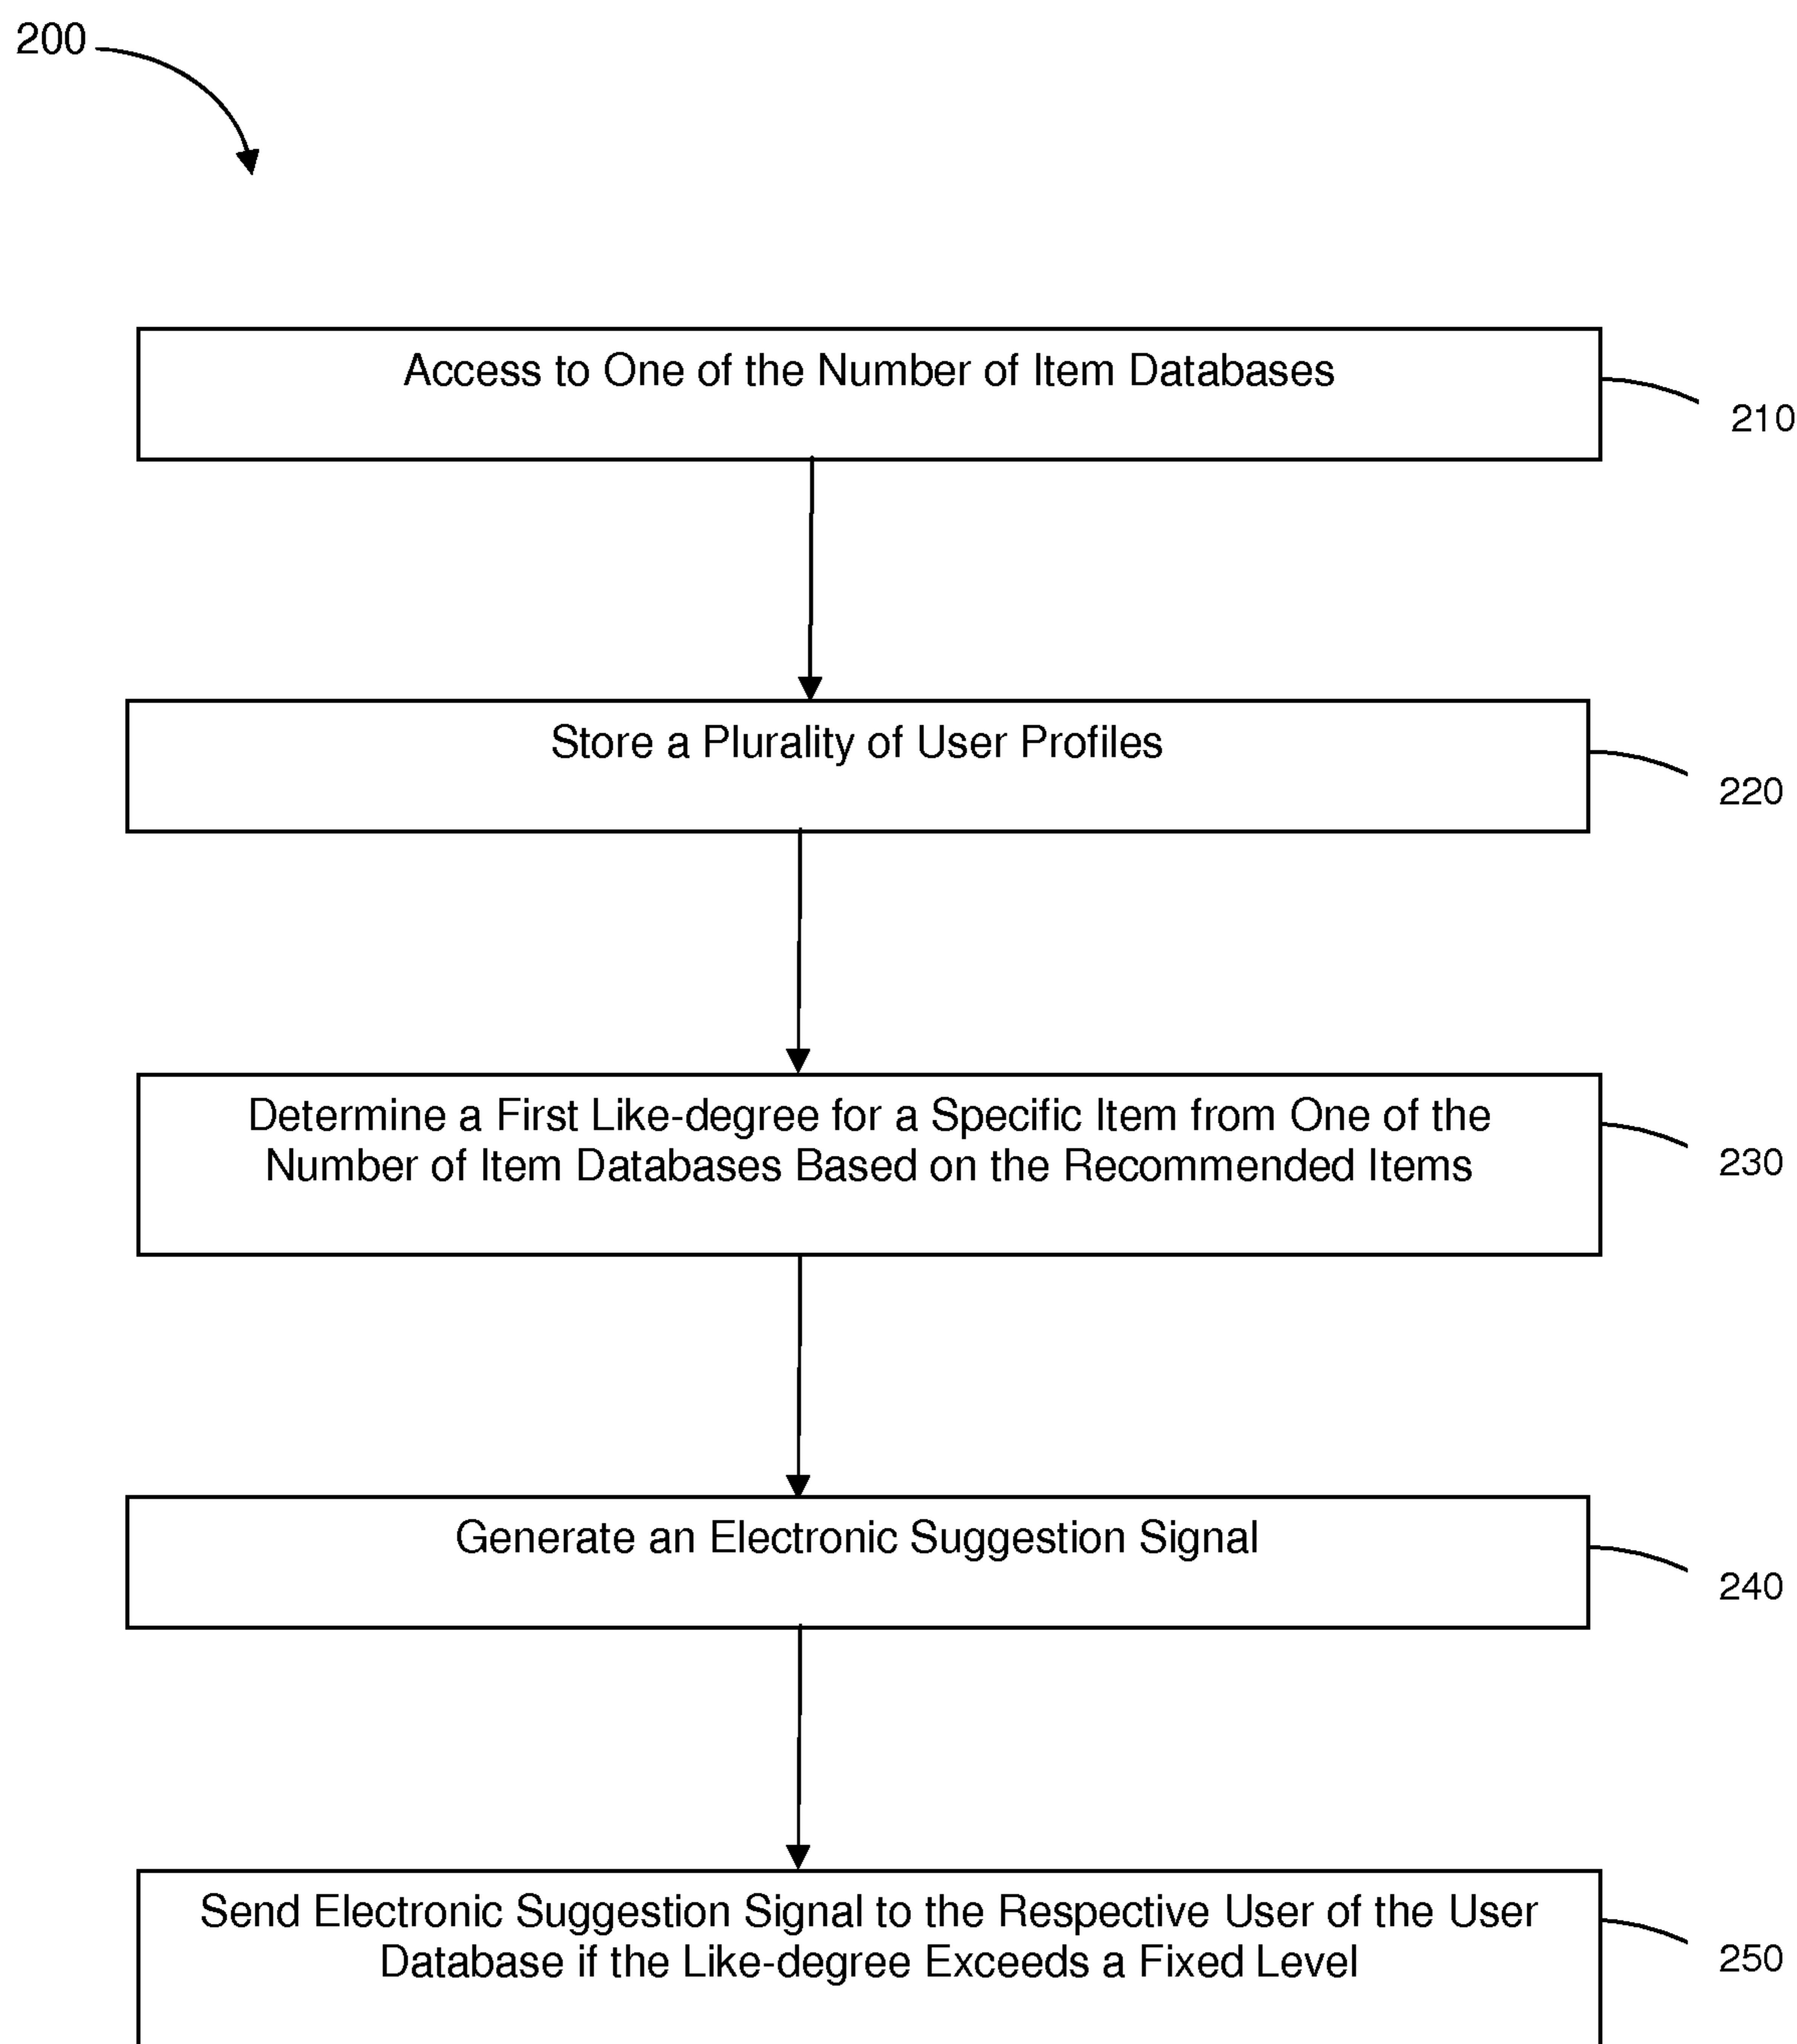 200
Access to One of the Number of Item Databases
210
Store a Plurality of User Profiles
220
Determine a First Like-degree for a Specific Item from One of the
Number of Item Databases Based on the Recommended Items
230
Generate an Electronic Suggestion Signal
240
Send Electronic Suggestion Signal to the Respective User of the User
Database if the Like-degree Exceeds a Fixed Level
250